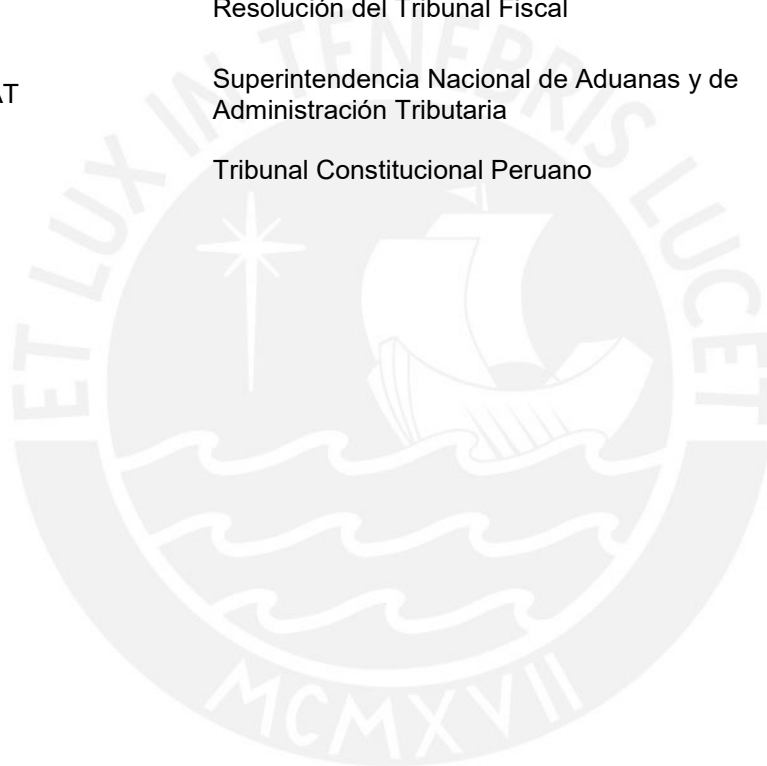 Resolución del Tribunal Fiscal
AT
Superintendencia Nacional de Aduanas y de
Administración Tributaria
Tribunal Constitucional Peruano
ET LUX IN TENEBRIS LUCET
MCMXVII